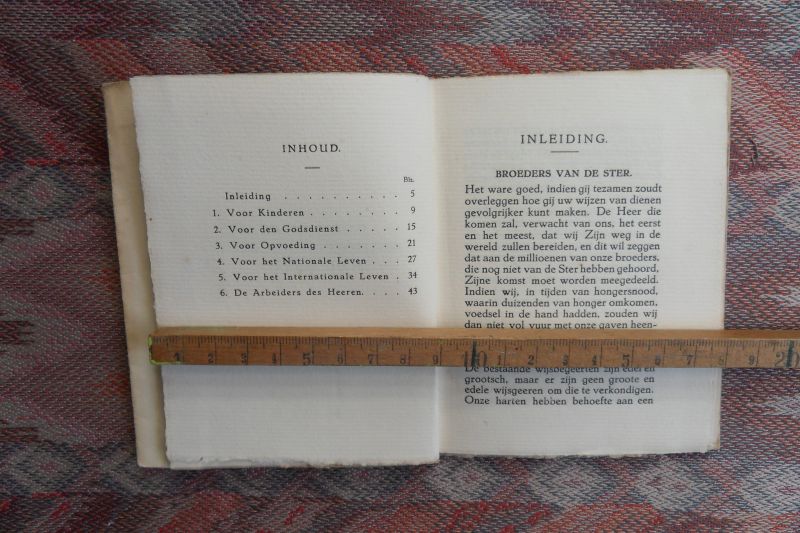 INHOUD.
Blz.
Inleiding . . . . . . . . . . 5
1. Voor Kinderen . . . . . . . . 9
2. Voor den Godsdienst . . . . . 15
3. Voor Opvoeding . . . . . . . 21
4. Voor het Nationale Leven . . . 27
5. Voor het Internationale Leven . 34
6. De Arbeiders des Heeren. . . . 43
INLEIDING.
BROEDERS VAN DE STER.
Het ware goed, indien gij tezamen zoudt
overleggen hoe gij uw wijzen van dienen
gevolgrijker kunt maken. De Heer die
komen zal, verwacht van ons, het eerst
en het meest, dat wij Zijn weg in de
wereld zullen bereiden, en dit wil zeggen
dat aan de millioenen van onze broeders,
die nog niet van de Ster hebben gehoord,
Zijne komst moet worden meegedeeld.
Indien wij, in tijden van hongersnood,
waarin duizenden van honger omkomen,
voedsel in de hand hadden, zouden wij
dan niet vol vuur met onze gaven heen-
1 2 3 4 5 6 7 8 9 10 1 2 3 4 5 6 7 8 9 20
De bestaande wijsbegeerten zijn edel en
grootsch, maar er zijn geen groote en
edele wijsgeeren om die te verkondigen.
Onze harten hebben behoefte aan een